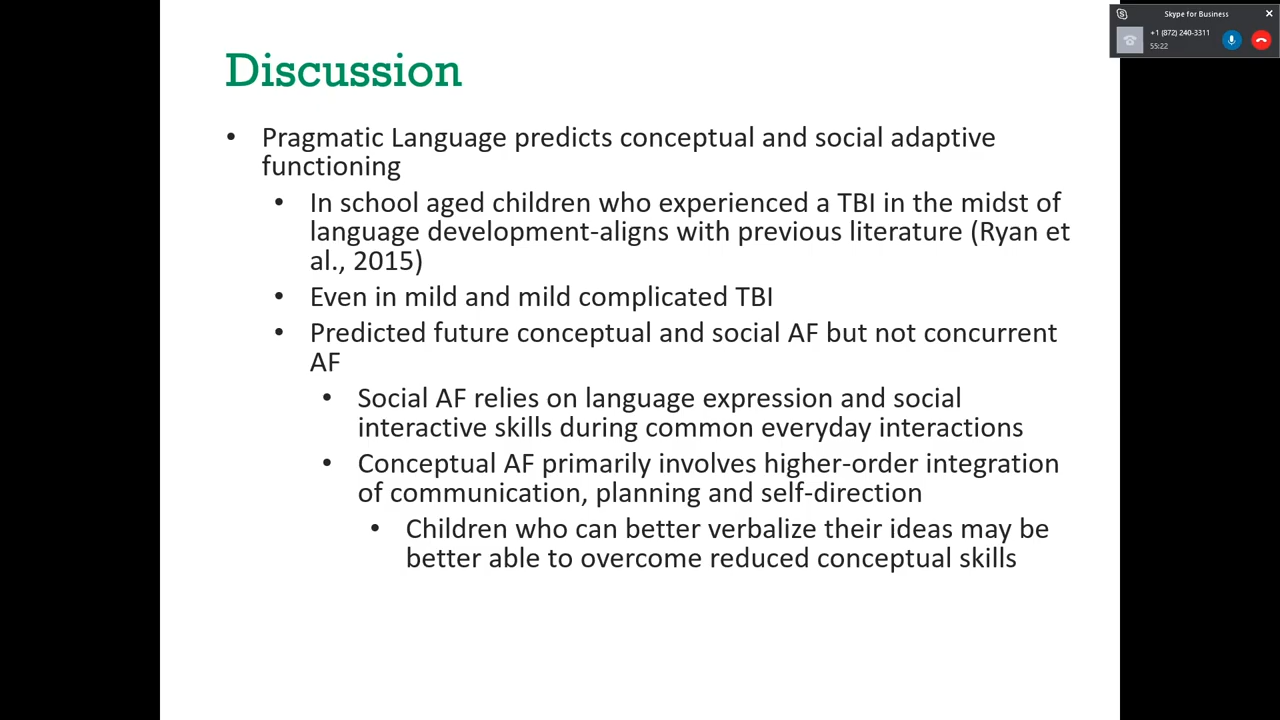 Discussion
• Pragmatic Language predicts conceptual and social adaptive
functioning
• In school aged children who experienced a TBI in the midst of
language development-aligns with previous literature (Ryan et
al., 2015)
• Even in mild and mild complicated TBI
• Predicted future conceptual and social AF but not concurrent
AF
• Social AF relies on language expression and social
interactive skills during common everyday interactions
• Conceptual AF primarily involves higher-order integration
of communication, planning and self-direction
• Children who can better verbalize their ideas may be
better able to overcome reduced conceptual skills
Skype for Business
+1 (872) 240-3311
55:22